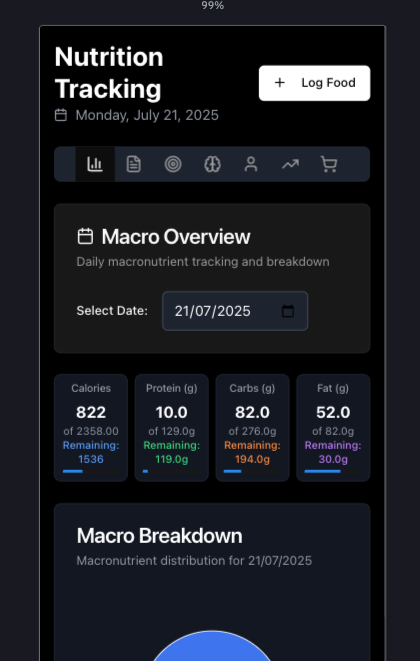 99%
Nutrition
Tracking
+ Log Food
Monday, July 21, 2025
Macro Overview
Daily macronutrient tracking and breakdown
Select Date: 21/07/2025
Calories
822
of 2358.00
Remaining:
1536
Protein (g)
10.0
of 129.0g
Remaining:
119.0g
Carbs (g)
82.0
of 276.0g
Remaining:
194.0g
Fat (g)
52.0
of 82.0g
Remaining:
30.0g
Macro Breakdown
Macronutrient distribution for 21/07/2025